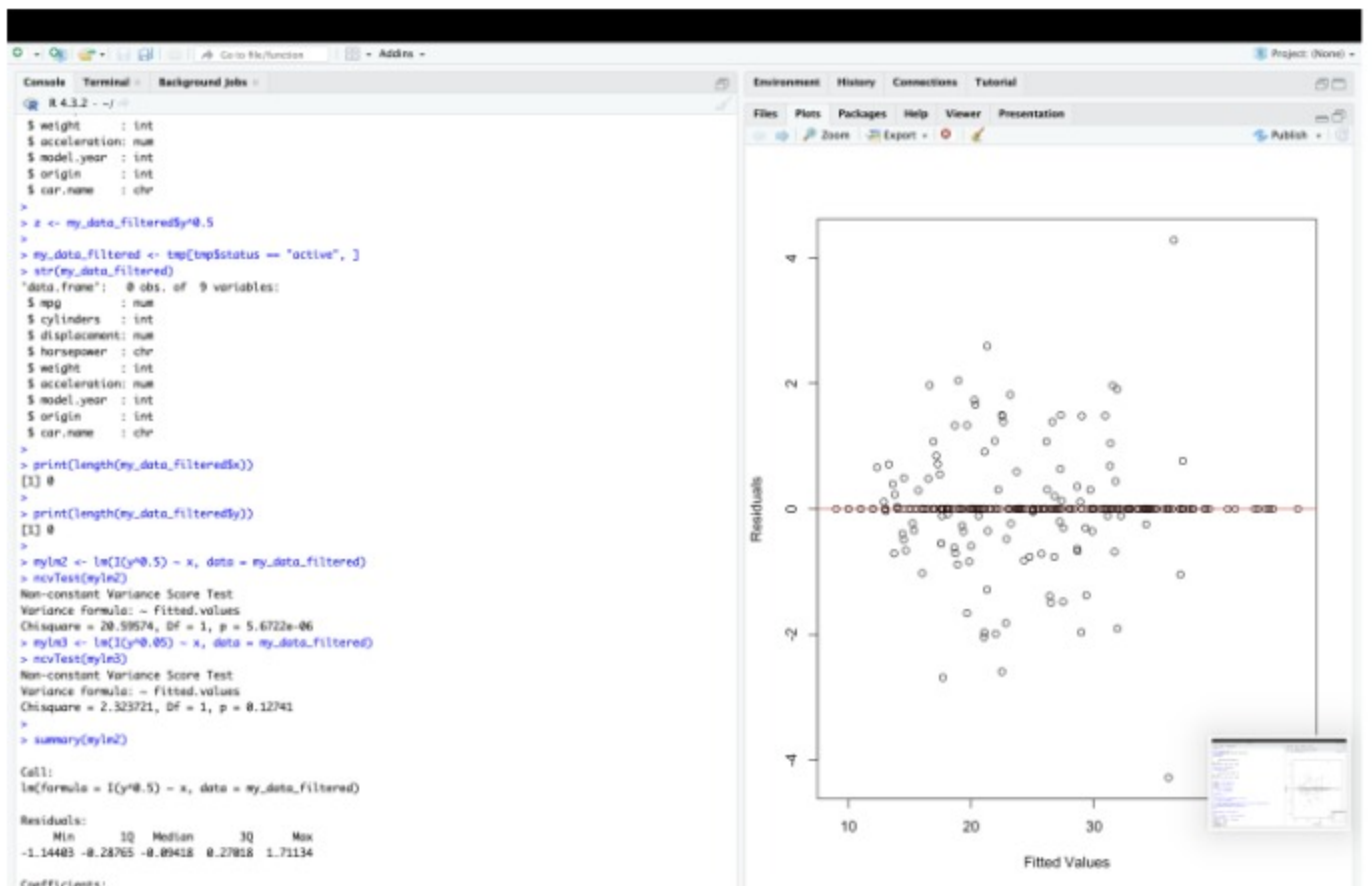 Go to file/function
Addins
Project: (None)
Console Terminal Background Jobs
R 4.3.2 - ~/
$ weight : int
$ acceleration: num
$ model.year : int
$ origin : int
$ car.name : chr
>
> z <- my_data_filtered$y^0.5
>
> my_data_filtered <- tmp[tmp$status == "active", ]
> str(my_data_filtered)
'data.frame': 0 obs. of 9 variables:
$ mpg : num
$ cylinders : int
$ displacement: num
$ horsepower : chr
$ weight : int
$ acceleration: num
$ model.year : int
$ origin : int
$ car.name : chr
>
> print(length(my_data_filtered$x))
[1] 0
>
> print(length(my_data_filtered$y))
[1] 0
>
> mylm2 <- lm(I(y^0.5) ~ x, data = my_data_filtered)
> ncvTest(mylm2)
Non-constant Variance Score Test
Variance formula: ~ fitted.values
Chisquare = 20.59574, Df = 1, p = 5.6722e-06
> mylm3 <- lm(I(y^0.05) ~ x, data = my_data_filtered)
> ncvTest(mylm3)
Non-constant Variance Score Test
Variance formula: ~ fitted.values
Chisquare = 2.323721, Df = 1, p = 0.12741
>
> summary(mylm2)
Call:
lm(formula = I(y^0.5) ~ x, data = my_data_filtered)
Residuals:
Min 1Q Median 3Q Max
-1.14403 -0.28765 -0.09418 0.27018 1.71134
Coefficients:
Environment History Connections Tutorial
Files Plots Packages Help Viewer Presentation
Zoom Export Publish
4
2
0
-2
-4
Residuals
10 20 30
Fitted Values